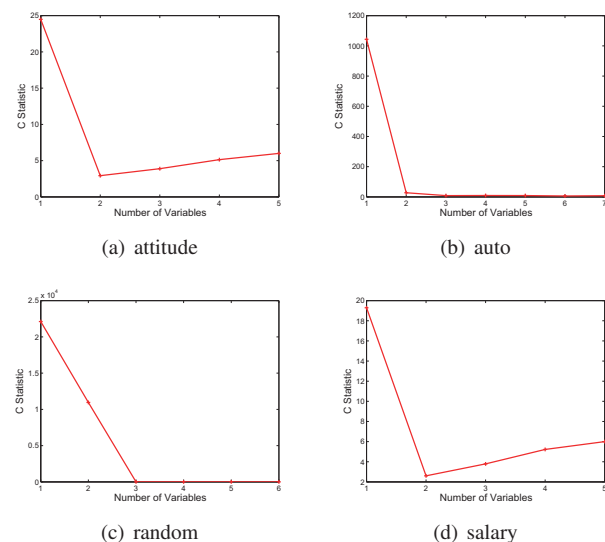 25
20
15
10
5
0
C Statistic
1 2 3 4 5
Number of Variables
(a) attitude
1200
1000
800
600
400
200
0
C Statistic
1 2 3 4 5 6 7
Number of Variables
(b) auto
x 10^4
2.5
2
1.5
1
0.5
0
C Statistic
1 2 3 4 5 6
Number of Variables
(c) random
20
18
16
14
12
10
8
6
4
2
C Statistic
1 2 3 4 5
Number of Variables
(d) salary